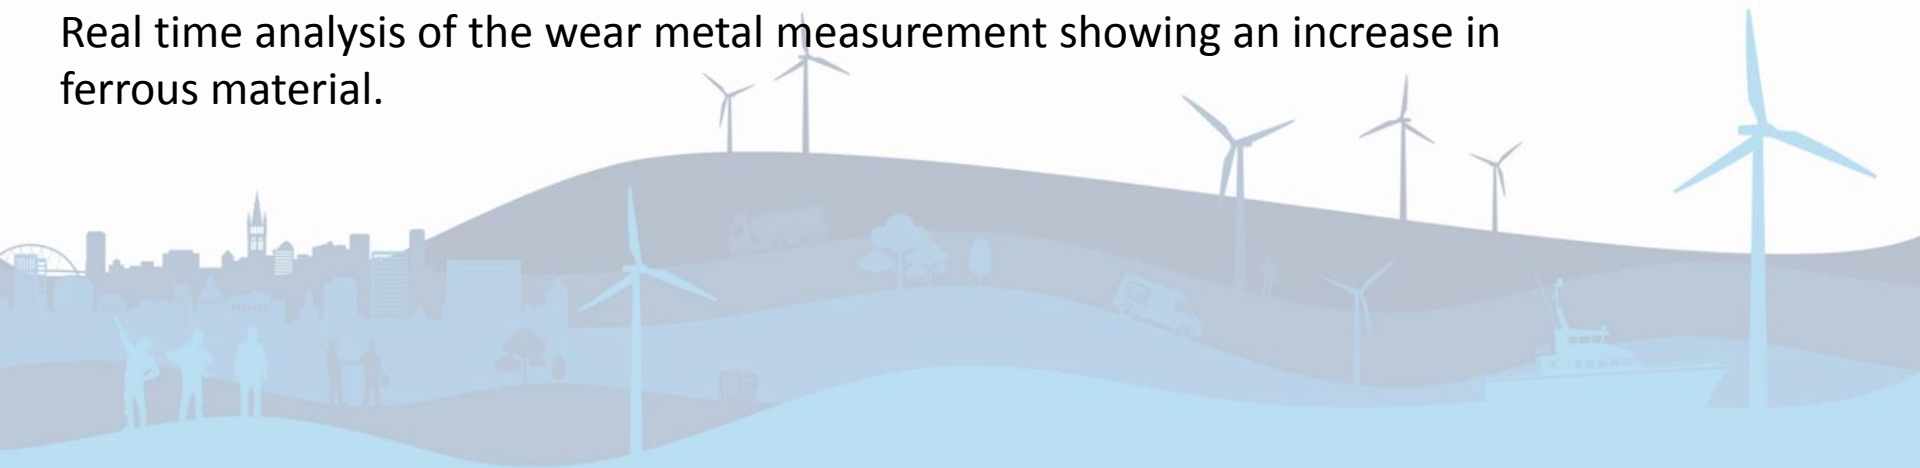 Real time analysis of the wear metal measurement showing an increase in
ferrous material.